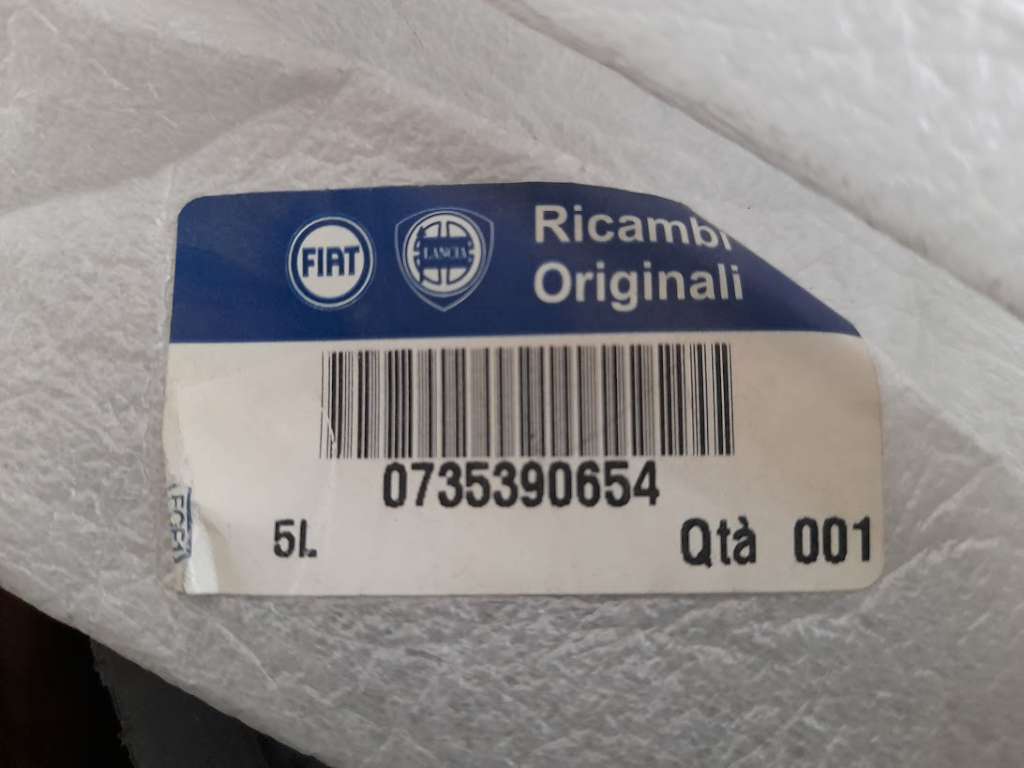 FIAT
LANCIA
Ricambi
Originali
0735390654
5L
Qtà 001